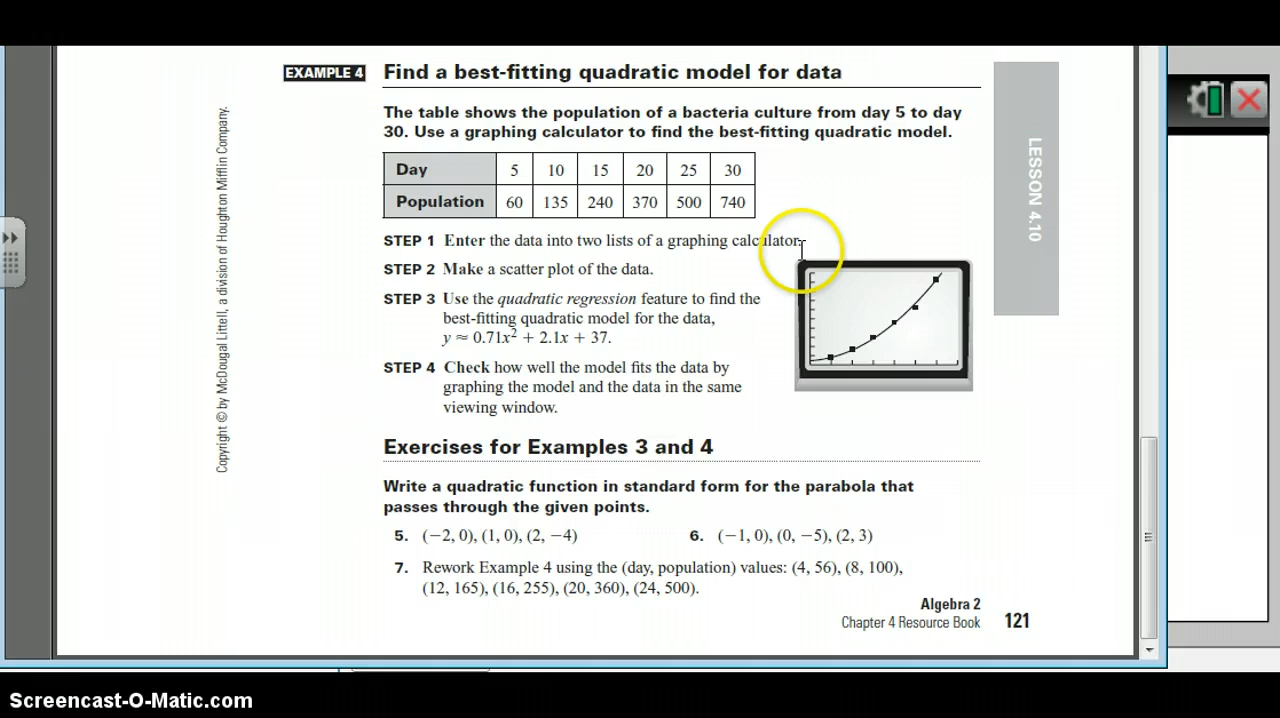 EXAMPLE 4 Find a best-fitting quadratic model for data
The table shows the population of a bacteria culture from day 5 to day
30. Use a graphing calculator to find the best-fitting quadratic model.
Day 5 10 15 20 25 30
Population 60 135 240 370 500 740
STEP 1 Enter the data into two lists of a graphing calculator.
STEP 2 Make a scatter plot of the data.
STEP 3 Use the quadratic regression feature to find the
best-fitting quadratic model for the data,
y ≈ 0.71x² + 2.1x + 37.
STEP 4 Check how well the model fits the data by
graphing the model and the data in the same
viewing window.
Exercises for Examples 3 and 4
Write a quadratic function in standard form for the parabola that
passes through the given points.
5. (−2, 0), (1, 0), (2, −4) 6. (−1, 0), (0, −5), (2, 3)
7. Rework Example 4 using the (day, population) values: (4, 56), (8, 100),
(12, 165), (16, 255), (20, 360), (24, 500).
Algebra 2
Chapter 4 Resource Book 121
Copyright © by McDougal Littell, a division of Houghton Mifflin Company.
LESSON 4.10
Screencast-O-Matic.com